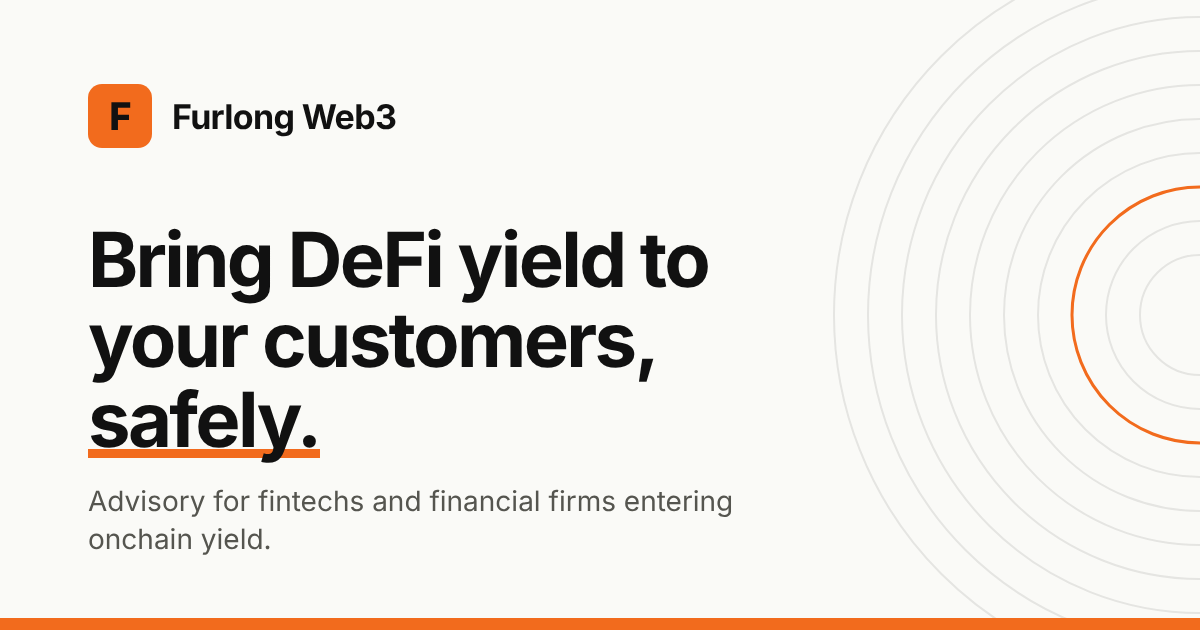 F
Furlong Web3
Bring DeFi yield to
your customers,
safely.
Advisory for fintechs and financial firms entering
onchain yield.